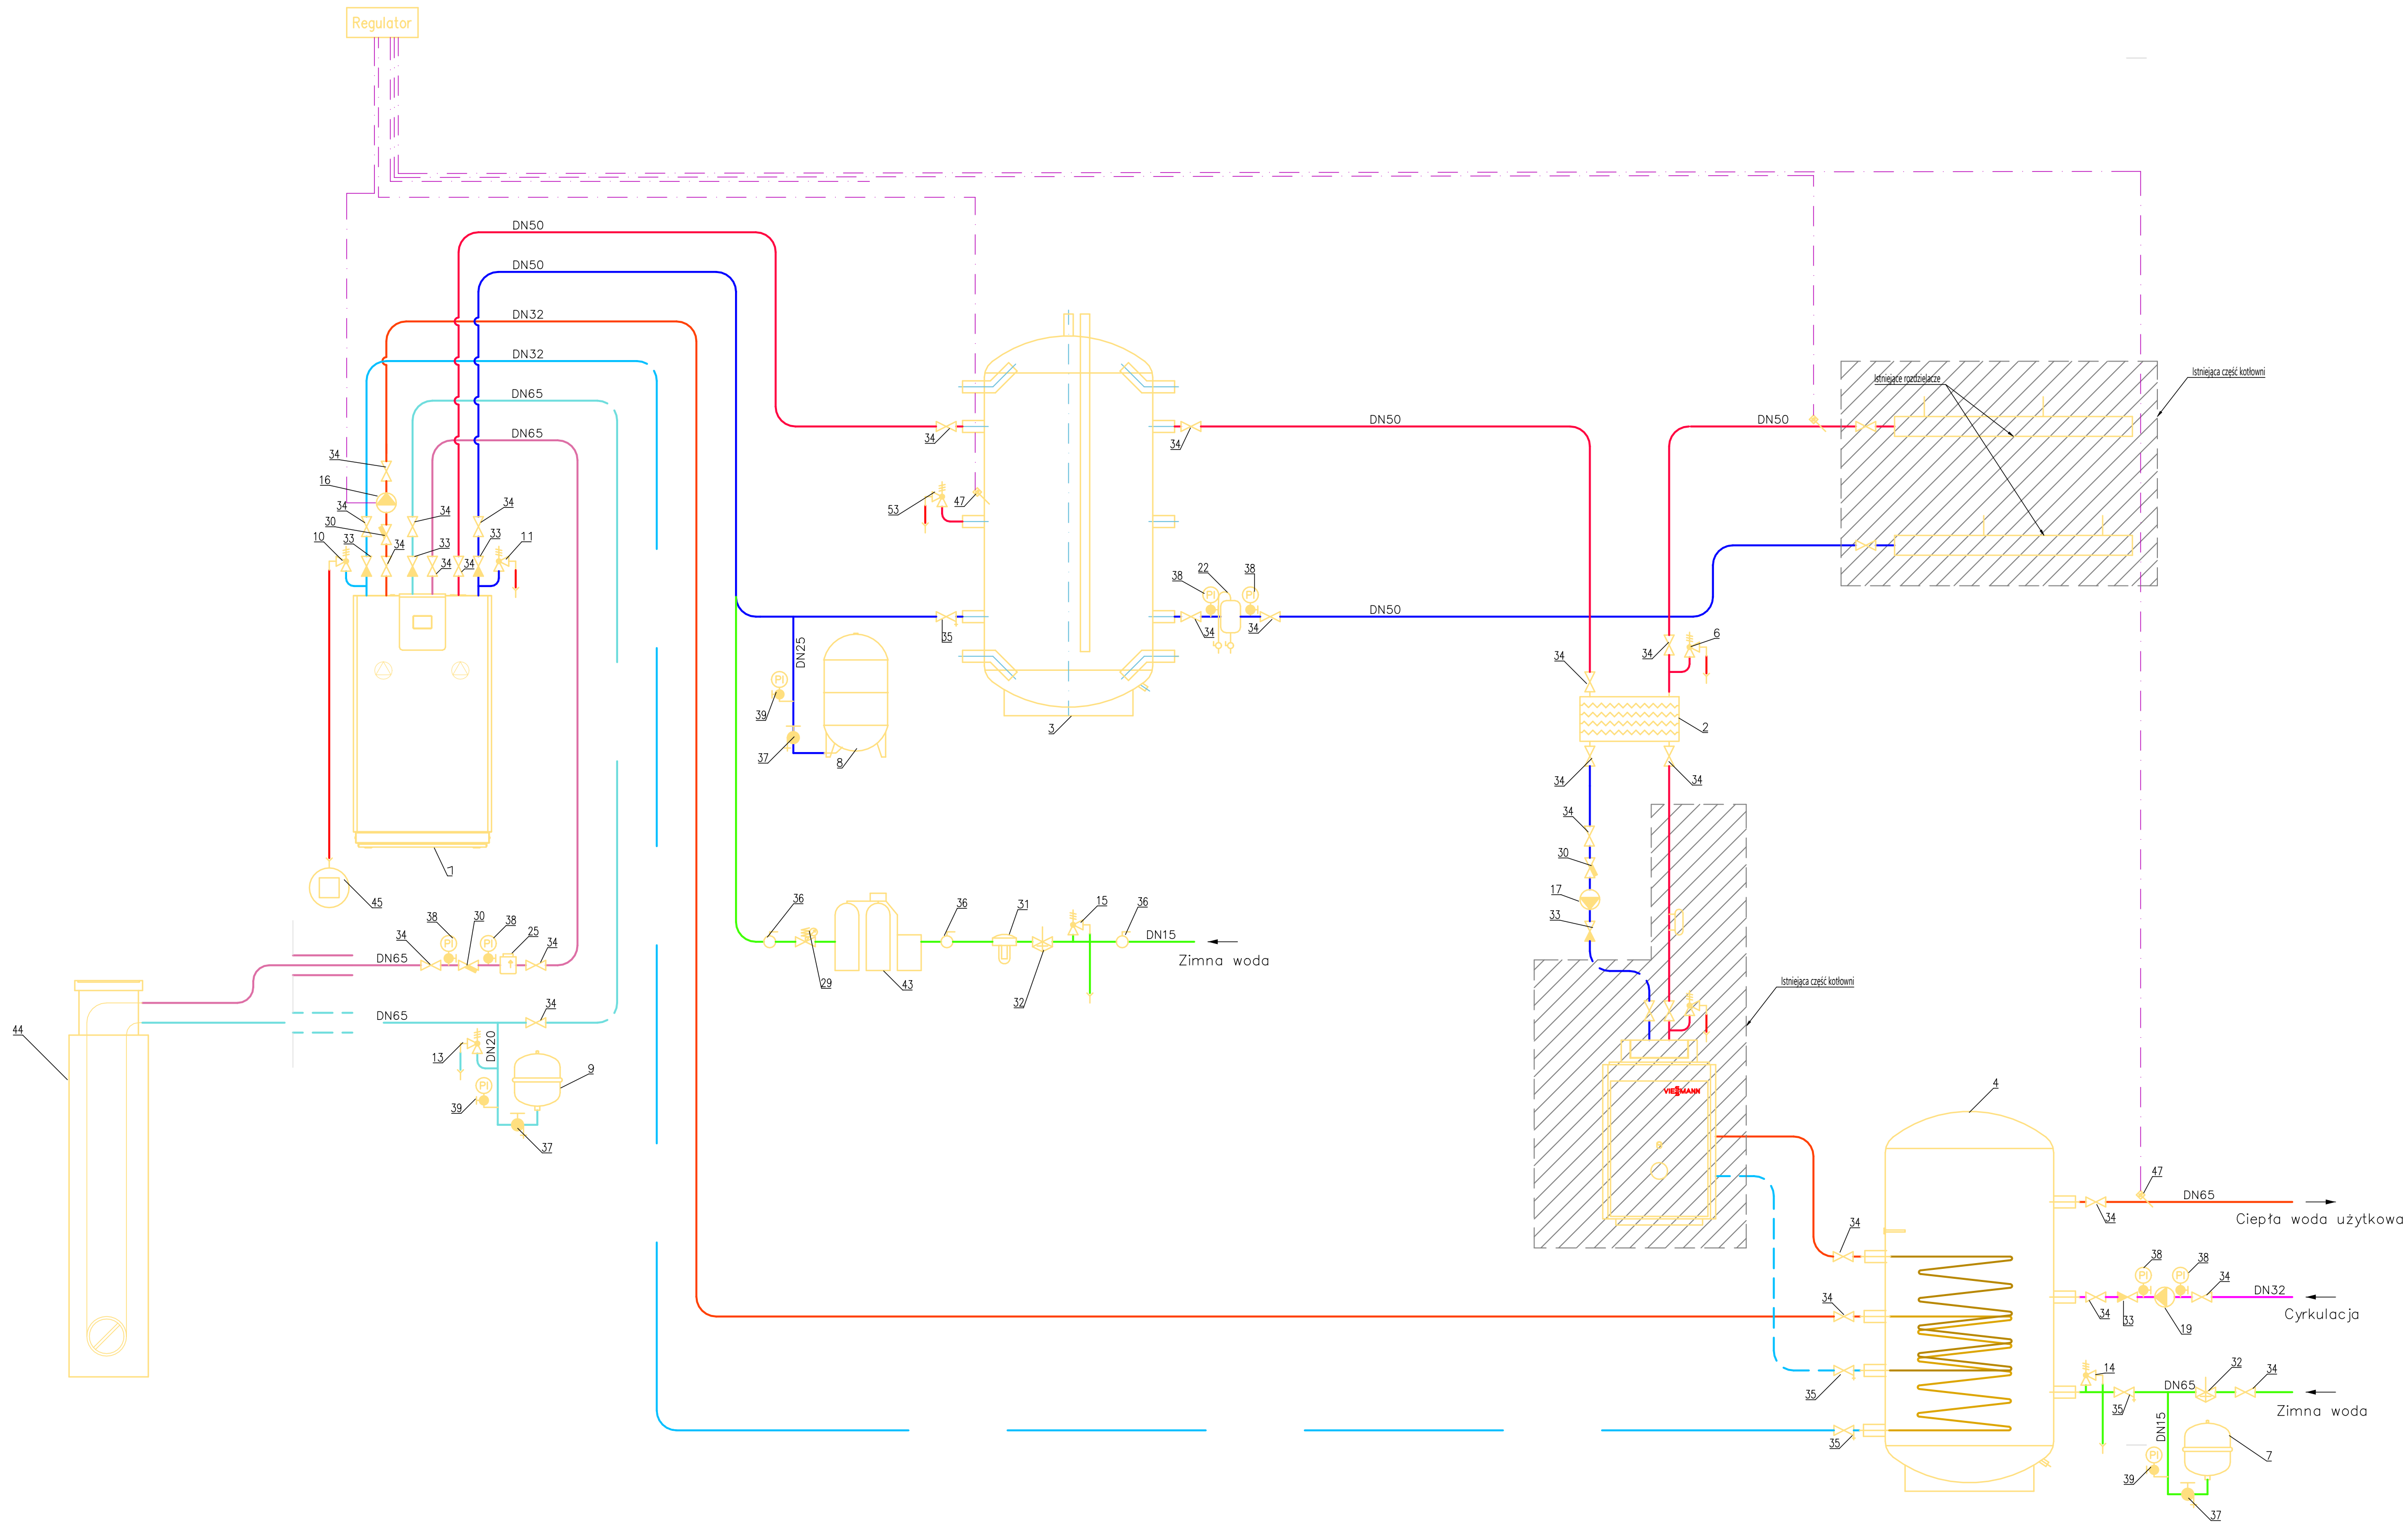 Regulator
DN50
DN50
DN32
DN32
DN65
DN65
34
16
34
30
10
33
34
34
33
34
34
34
33
11
1
45
34
38
30
38
25
34
DN65
DN65
34
44
13
DN20
39
9
37
34
53
47
35
DN25
39
37
8
3
34
DN50
38
22
38
34
34
DN50
36
29
43
36
31
32
15
36
DN15
Zimna woda
DN50
Istniejące rozdzielacze
Istniejąca część kotłowni
34
34
6
2
34
34
34
30
17
33
Istniejąca część kotłowni
VIESMANN
4
34
34
35
35
47
DN65
34
Ciepła woda użytkowa
38
38
34
DN32
34
33
19
Cyrkulacja
14
32
34
DN65
35
Zimna woda
DN15
39
7
37